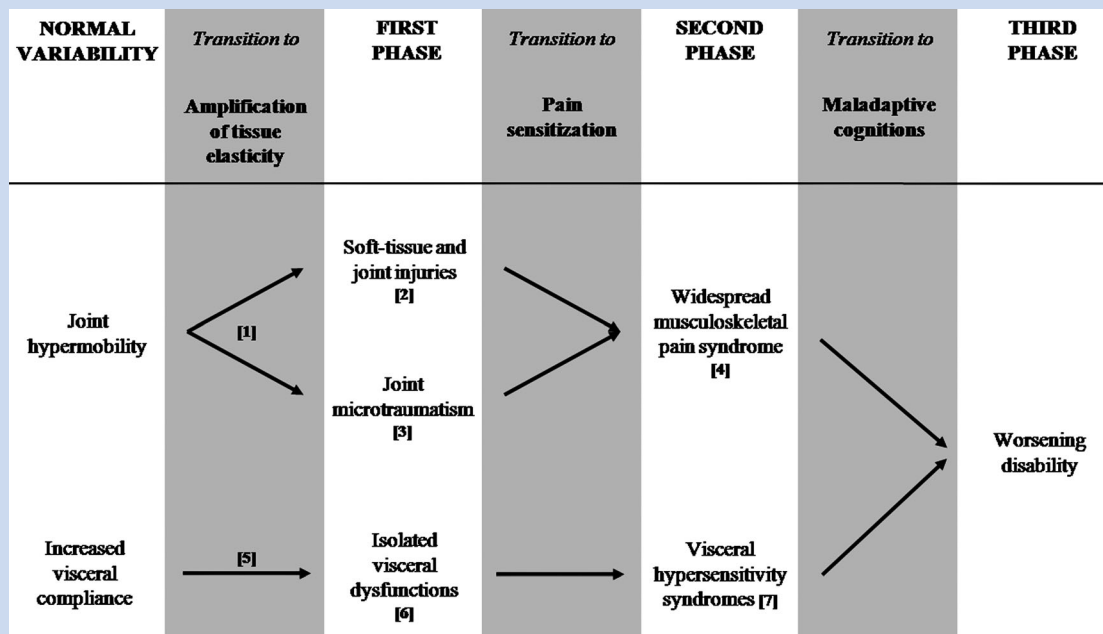 NORMAL
VARIABILITY
Transition to
Amplification
of tissue
elasticity
FIRST
PHASE
Transition to
Pain
sensitization
SECOND
PHASE
Transition to
Maladaptive
cognitions
THIRD
PHASE
Joint
hypermobility
[1]
Soft-tissue and
joint injuries
[2]
Joint
microtraumatism
[3]
Widespread
musculoskeletal
pain syndrome
[4]
Worsening
disability
Increased
visceral
compliance
[5]
Isolated
visceral
dysfunctions
[6]
Visceral
hypersensitivity
syndromes [7]